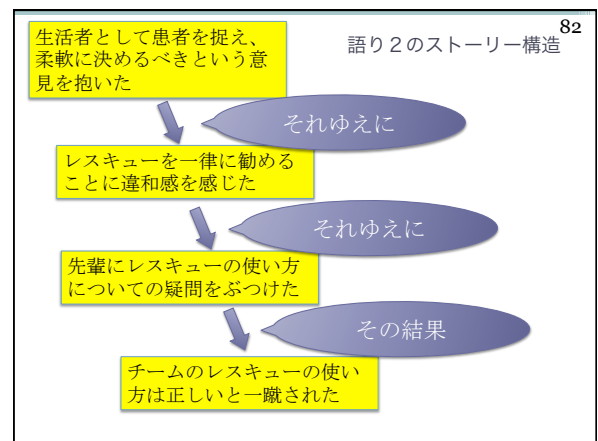 82
語り２のストーリー構造
生活者として患者を捉え、
柔軟に決めるべきという意
見を抱いた
それゆえに
レスキューを一律に勧める
ことに違和感を感じた
それゆえに
先輩にレスキューの使い方
についての疑問をぶつけた
その結果
チームのレスキューの使い
方は正しいと一蹴された